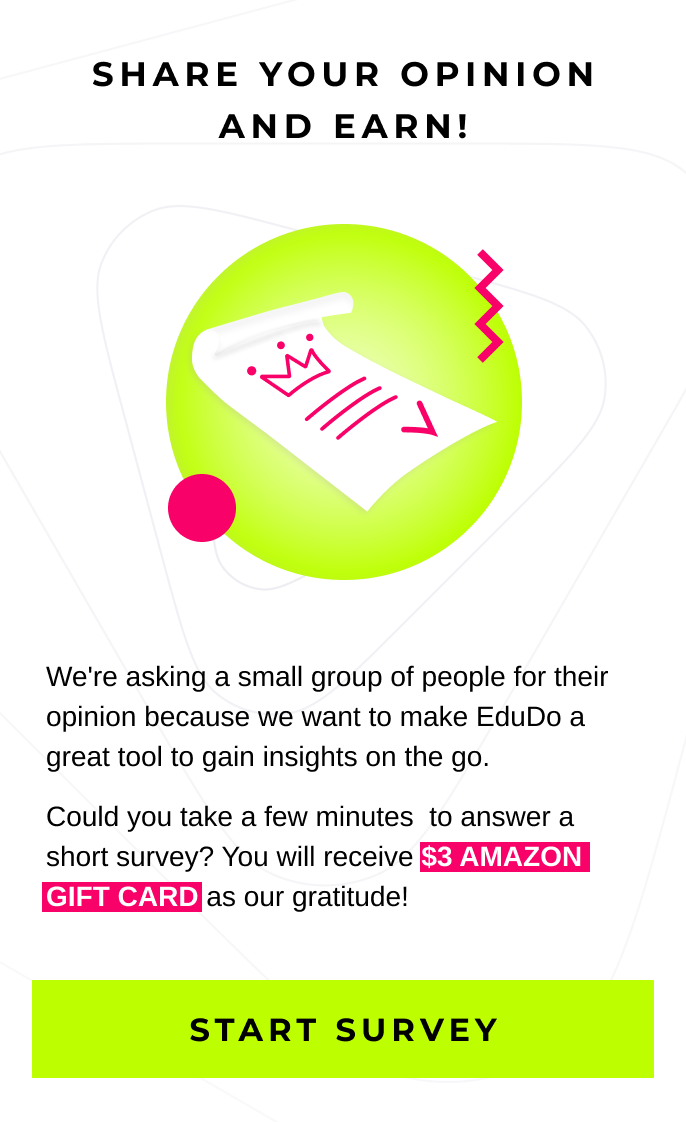 SHARE YOUR OPINION
AND EARN!
We're asking a small group of people for their
opinion because we want to make EduDo a
great tool to gain insights on the go.
Could you take a few minutes  to answer a
short survey? You will receive $3 AMAZON
GIFT CARD as our gratitude!
START SURVEY